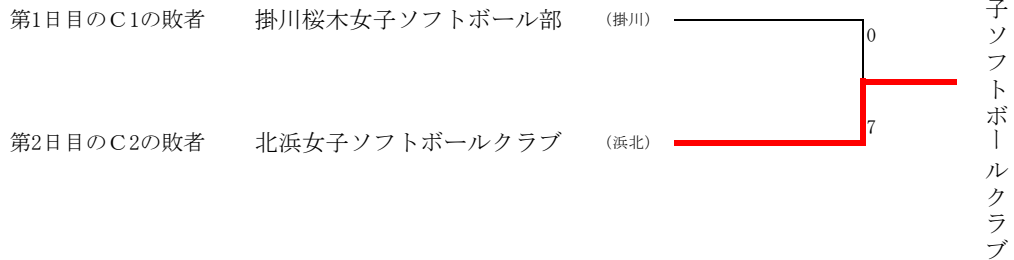 第1日目のC1の敗者 掛川桜木女子ソフトボール部 (掛川)
0
第2日目のC2の敗者 北浜女子ソフトボールクラブ (浜北)
7
子ソフトボールクラブ